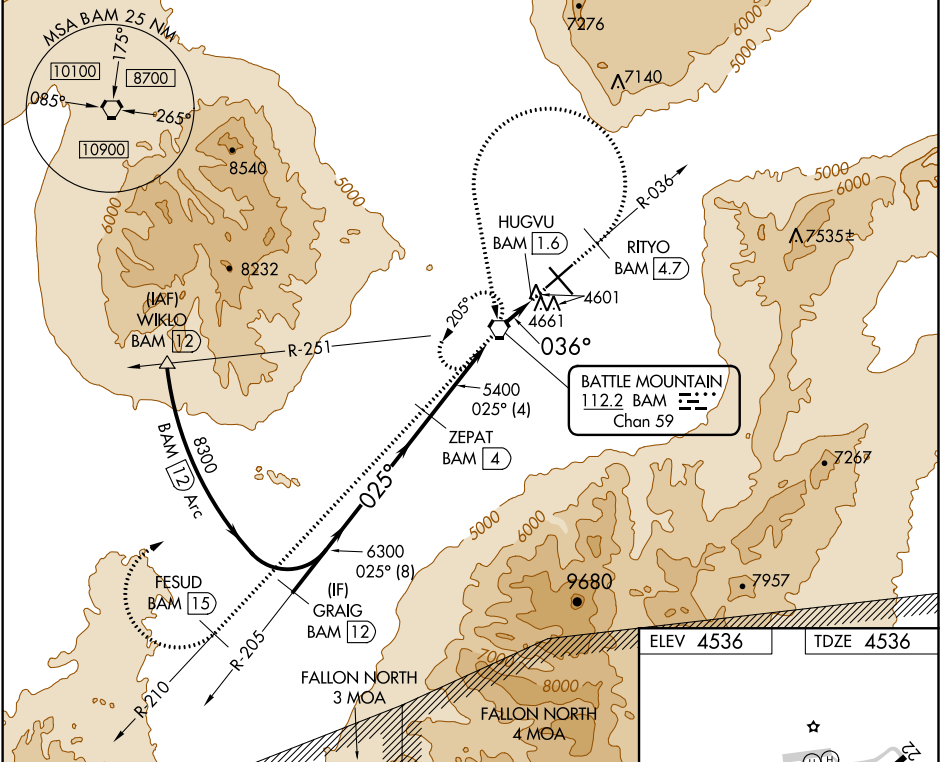 MSA BAM 25 NM
175°
10100
8700
085°
265°
10900
8540
8232
6000
5000
7276
7140
6000
5000
5000
6000
7535±
R-036
HUGVU
BAM 1.6
RITYO
BAM 4.7
4601
4661
036°
205°
(IAF)
WIKLO
BAM 12
R-251
BATTLE MOUNTAIN
112.2 BAM
Chan 59
5400
025° (4)
ZEPAT
BAM 4
8300
BAM 12 Arc
025°
6300
025° (8)
(IF)
GRAIG
BAM 12
FESUD
BAM 15
R-210
R-205
5000
6000
7267
7957
9680
7000
8000
FALLON NORTH
3 MOA
FALLON NORTH
4 MOA
ELEV 4536
TDZE 4536
22
H